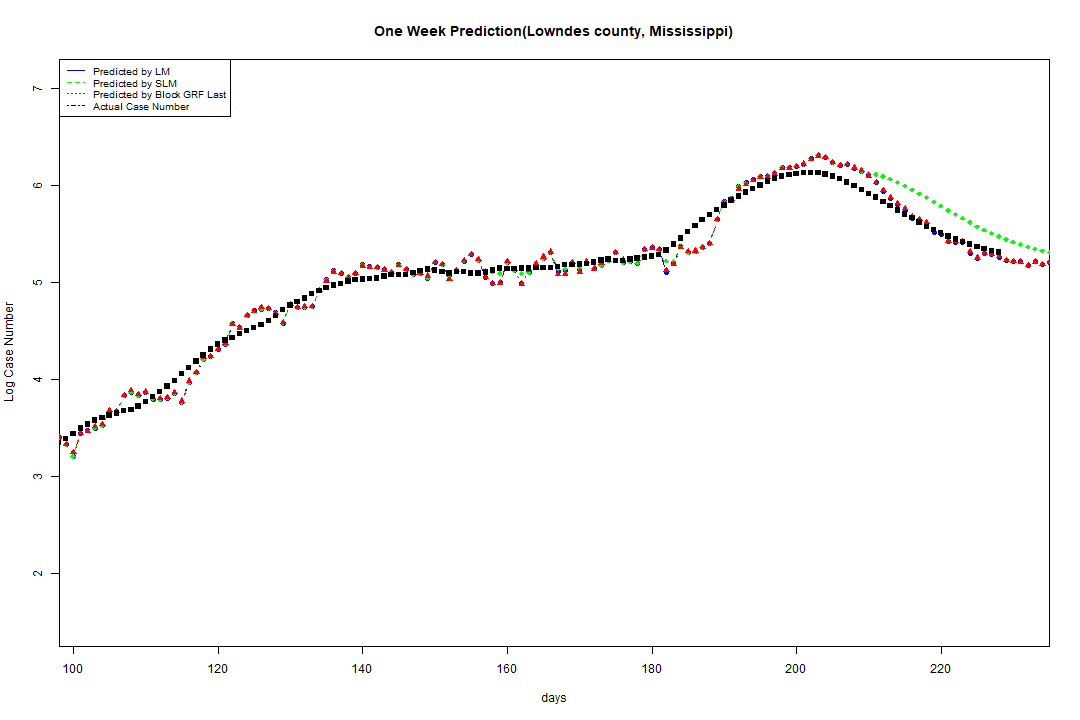 One Week Prediction(Lowndes county, Mississippi)
Predicted by LM
Predicted by SLM
Predicted by Block GRF Last
Actual Case Number
7
6
5
4
3
2
Log Case Number
100 120 140 160 180 200 220
days